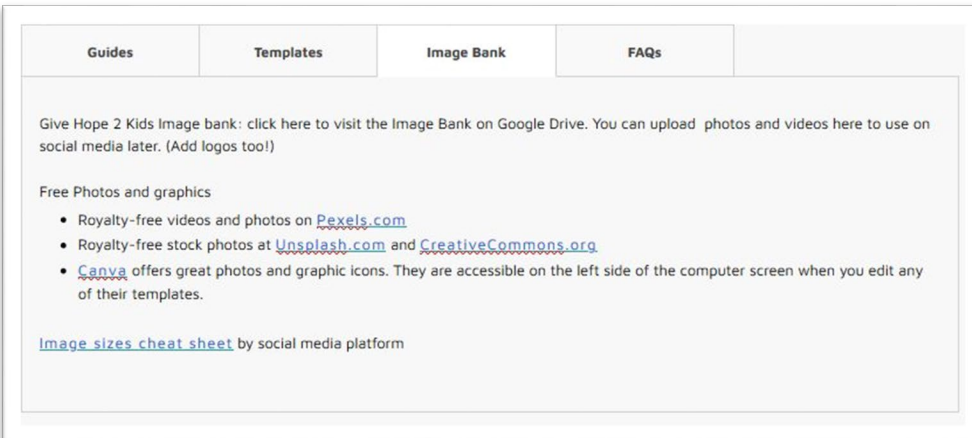 Guides Templates Image Bank FAQs
Give Hope 2 Kids Image bank: click here to visit the Image Bank on Google Drive. You can upload photos and videos here to use on
social media later. (Add logos too!)
Free Photos and graphics
• Royalty-free videos and photos on Pexels.com
• Royalty-free stock photos at Unsplash.com and CreativeCommons.org
• Canva offers great photos and graphic icons. They are accessible on the left side of the computer screen when you edit any
of their templates.
Image sizes cheat sheet by social media platform